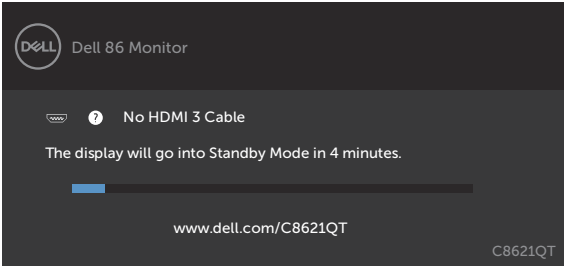 DELL
Dell 86 Monitor
? No HDMI 3 Cable
The display will go into Standby Mode in 4 minutes.
www.dell.com/C8621QT
C8621QT